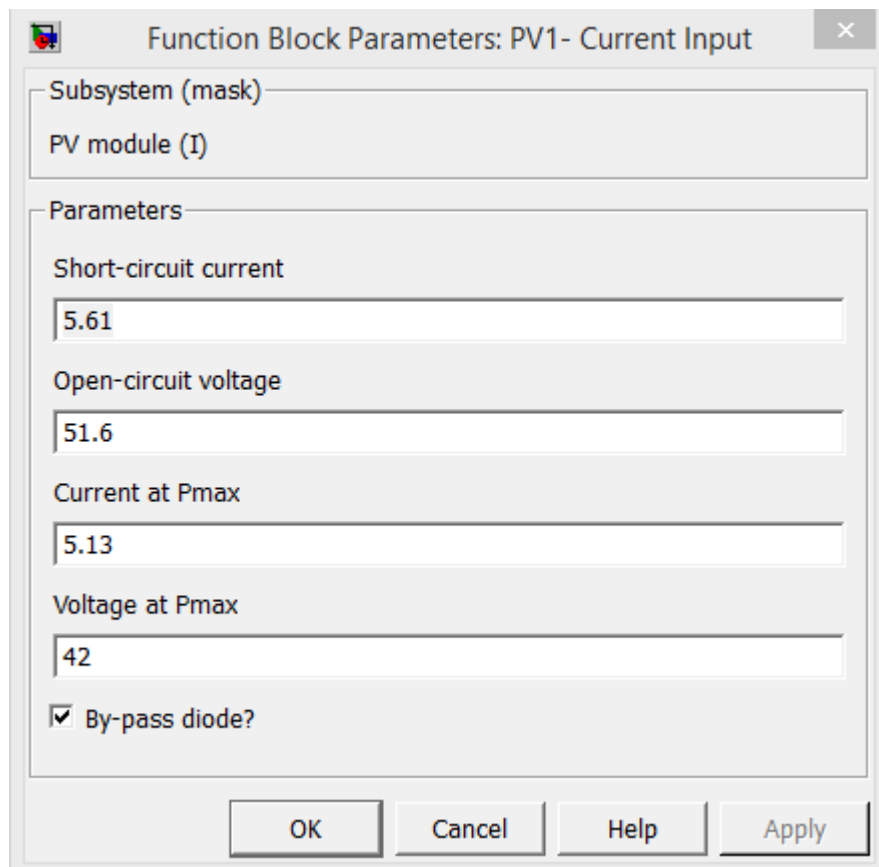 Function Block Parameters: PV1- Current Input
Subsystem (mask)
PV module (I)
Parameters
Short-circuit current
5.61
Open-circuit voltage
51.6
Current at Pmax
5.13
Voltage at Pmax
42
By-pass diode?
OK Cancel Help Apply